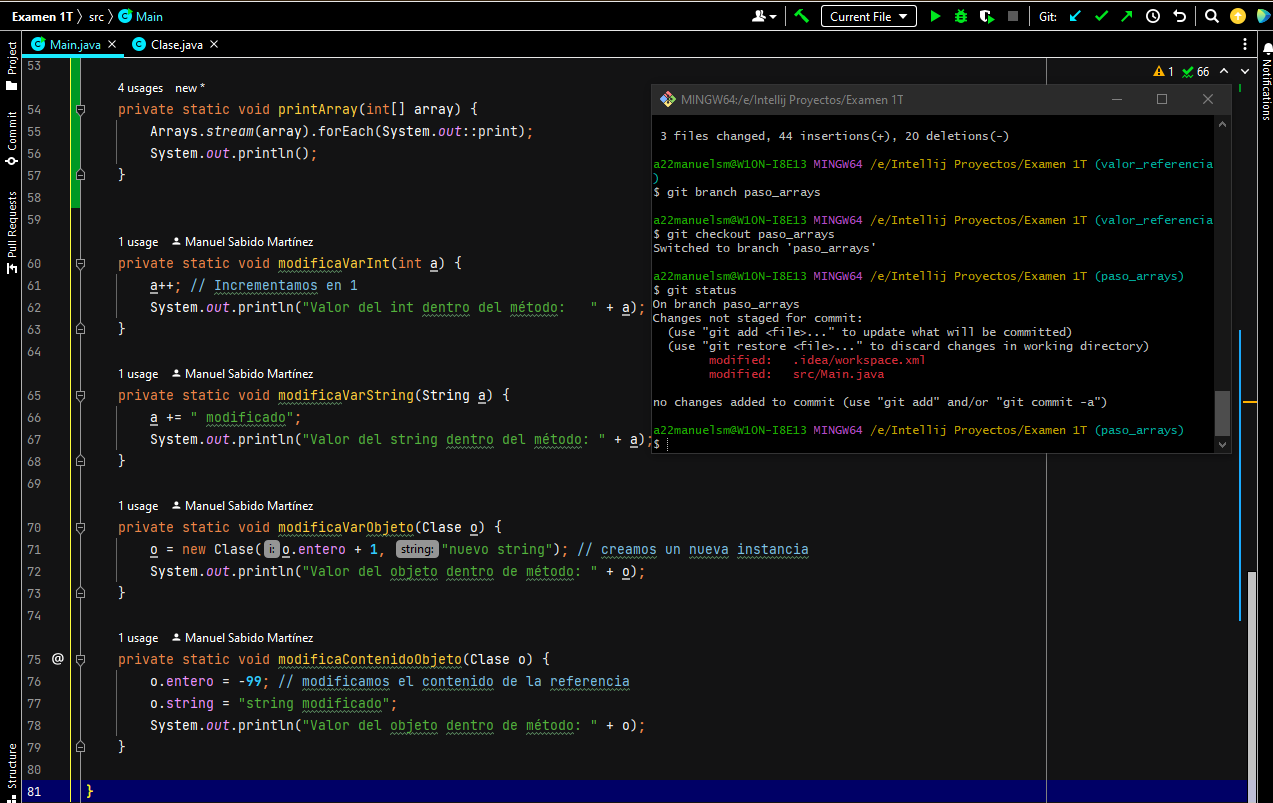 Examen 1T 〉 src 〉 Main
Current File
Git:
Main.java
Clase.java
Project
Commit
Pull Requests
Structure
Notifications
1 66
53
4 usages new *
54 private static void printArray(int[] array) {
55 Arrays.stream(array).forEach(System.out::print);
56 System.out.println();
57 }
58
59
1 usage Manuel Sabido Martínez
60 private static void modificaVarInt(int a) {
61 a++; // Incrementamos en 1
62 System.out.println("Valor del int dentro del método:   " + a);
63 }
64
1 usage Manuel Sabido Martínez
65 private static void modificaVarString(String a) {
66 a += " modificado";
67 System.out.println("Valor del string dentro del método: " + a);
68 }
69
1 usage Manuel Sabido Martínez
70 private static void modificaVarObjeto(Clase o) {
71 o = new Clase( i: o.entero + 1, string: "nuevo string"); // creamos un nueva instancia
72 System.out.println("Valor del objeto dentro de método: " + o);
73 }
74
1 usage Manuel Sabido Martínez
75 @ private static void modificaContenidoObjeto(Clase o) {
76 o.entero = -99; // modificamos el contenido de la referencia
77 o.string = "string modificado";
78 System.out.println("Valor del objeto dentro de método: " + o);
79 }
80
81 }
MINGW64:/e/Intellij Proyectos/Examen 1T
3 files changed, 44 insertions(+), 20 deletions(-)
a22manuelsm@W10N-I8E13 MINGW64 /e/Intellij Proyectos/Examen 1T (valor_referencia
)
$ git branch paso_arrays
a22manuelsm@W10N-I8E13 MINGW64 /e/Intellij Proyectos/Examen 1T (valor_referencia
$ git checkout paso_arrays
Switched to branch 'paso_arrays'
a22manuelsm@W10N-I8E13 MINGW64 /e/Intellij Proyectos/Examen 1T (paso_arrays)
$ git status
On branch paso_arrays
Changes not staged for commit:
(use "git add <file>..." to update what will be committed)
(use "git restore <file>..." to discard changes in working directory)
modified:   .idea/workspace.xml
modified:   src/Main.java
no changes added to commit (use "git add" and/or "git commit -a")
a22manuelsm@W10N-I8E13 MINGW64 /e/Intellij Proyectos/Examen 1T (paso_arrays)
$